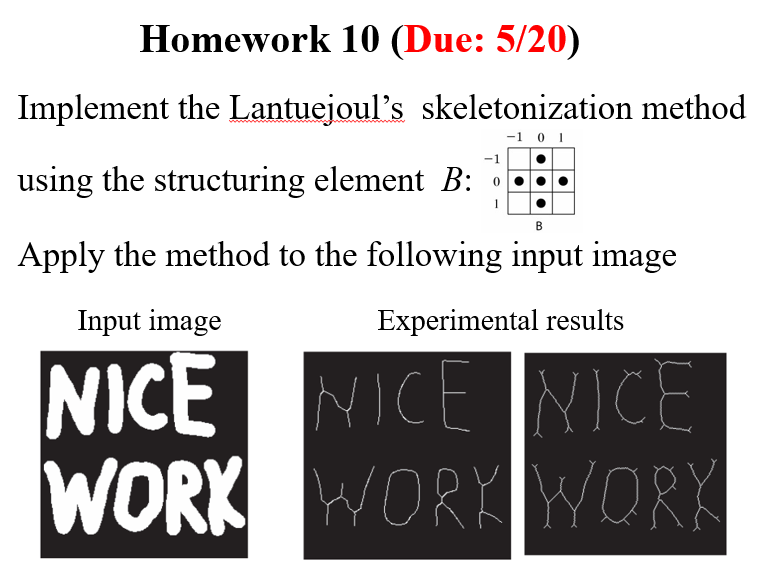 Homework 10 (Due: 5/20)
Implement the Lantuejoul’s skeletonization method
-1 0 1
-1
using the structuring element B: 0
1
B
Apply the method to the following input image
Input image Experimental results
NICE NICE NICE
WORK WORK WORK